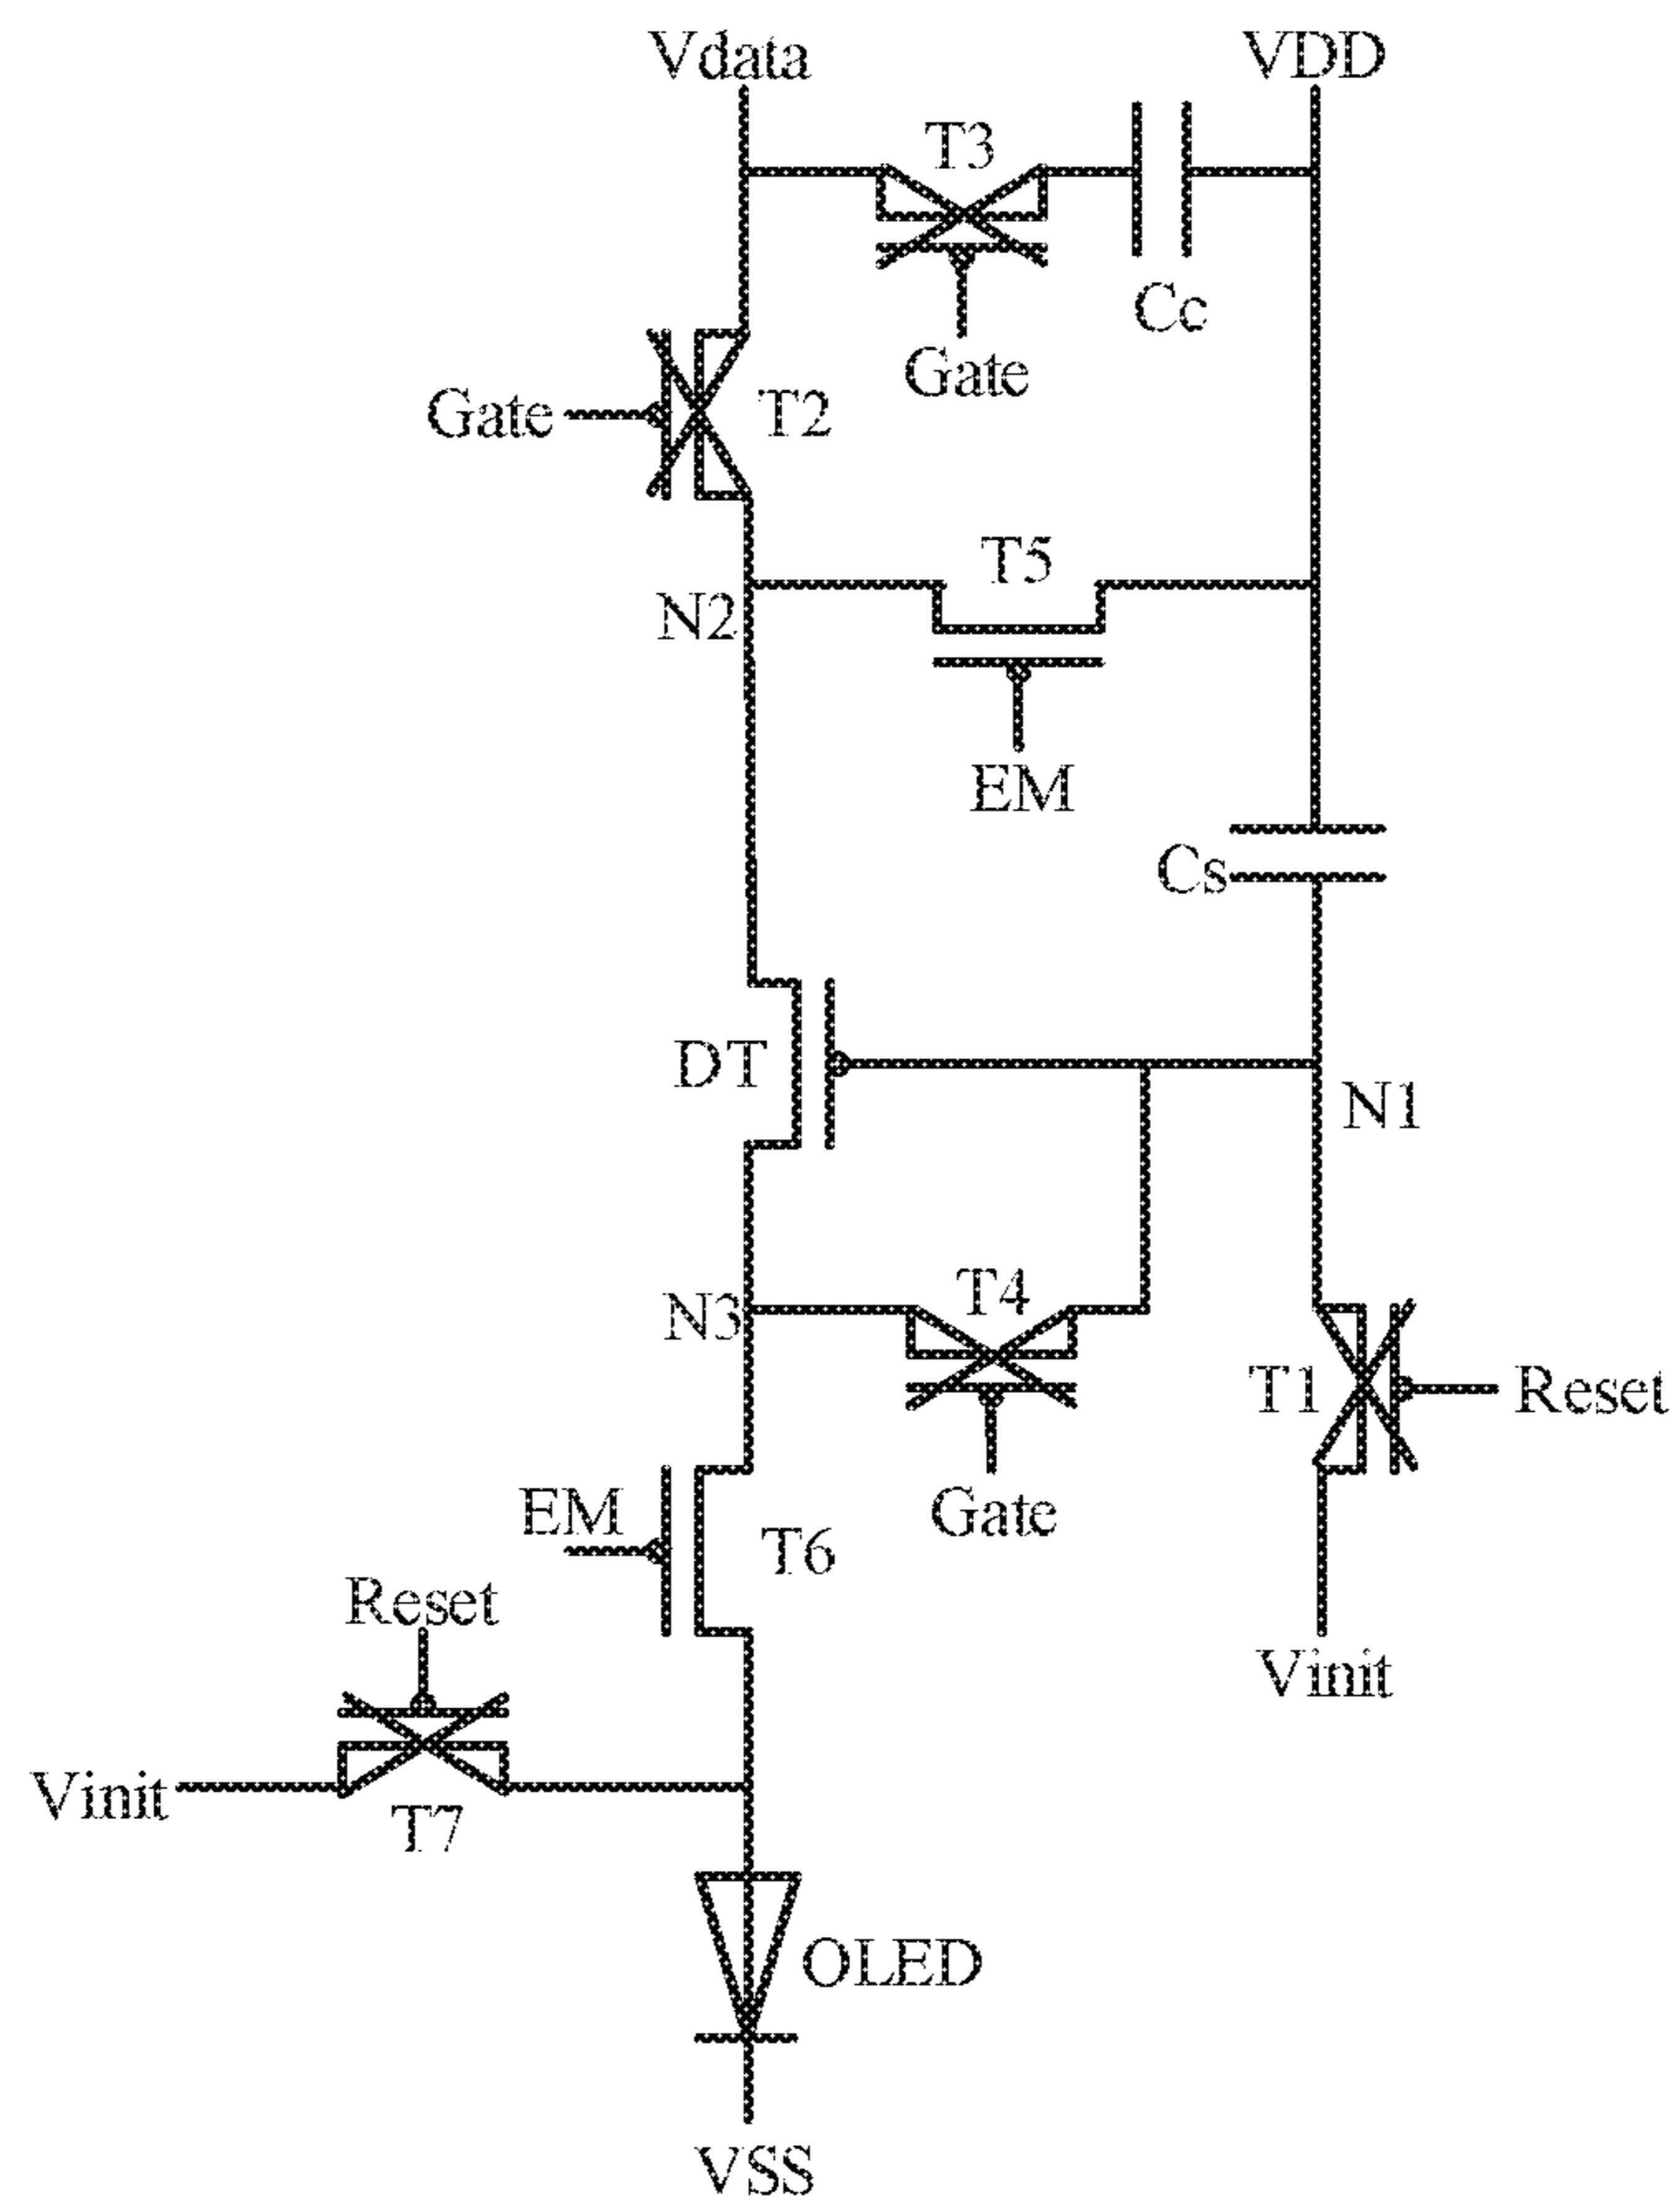 Vdata
VDD
T3
Cc
Gate
Gate
T2
T5
N2
EM
Cs
DT
N1
T4
N3
T1
Reset
EM
Gate
T6
Reset
Vinit
Vinit
T7
OLED
VSS